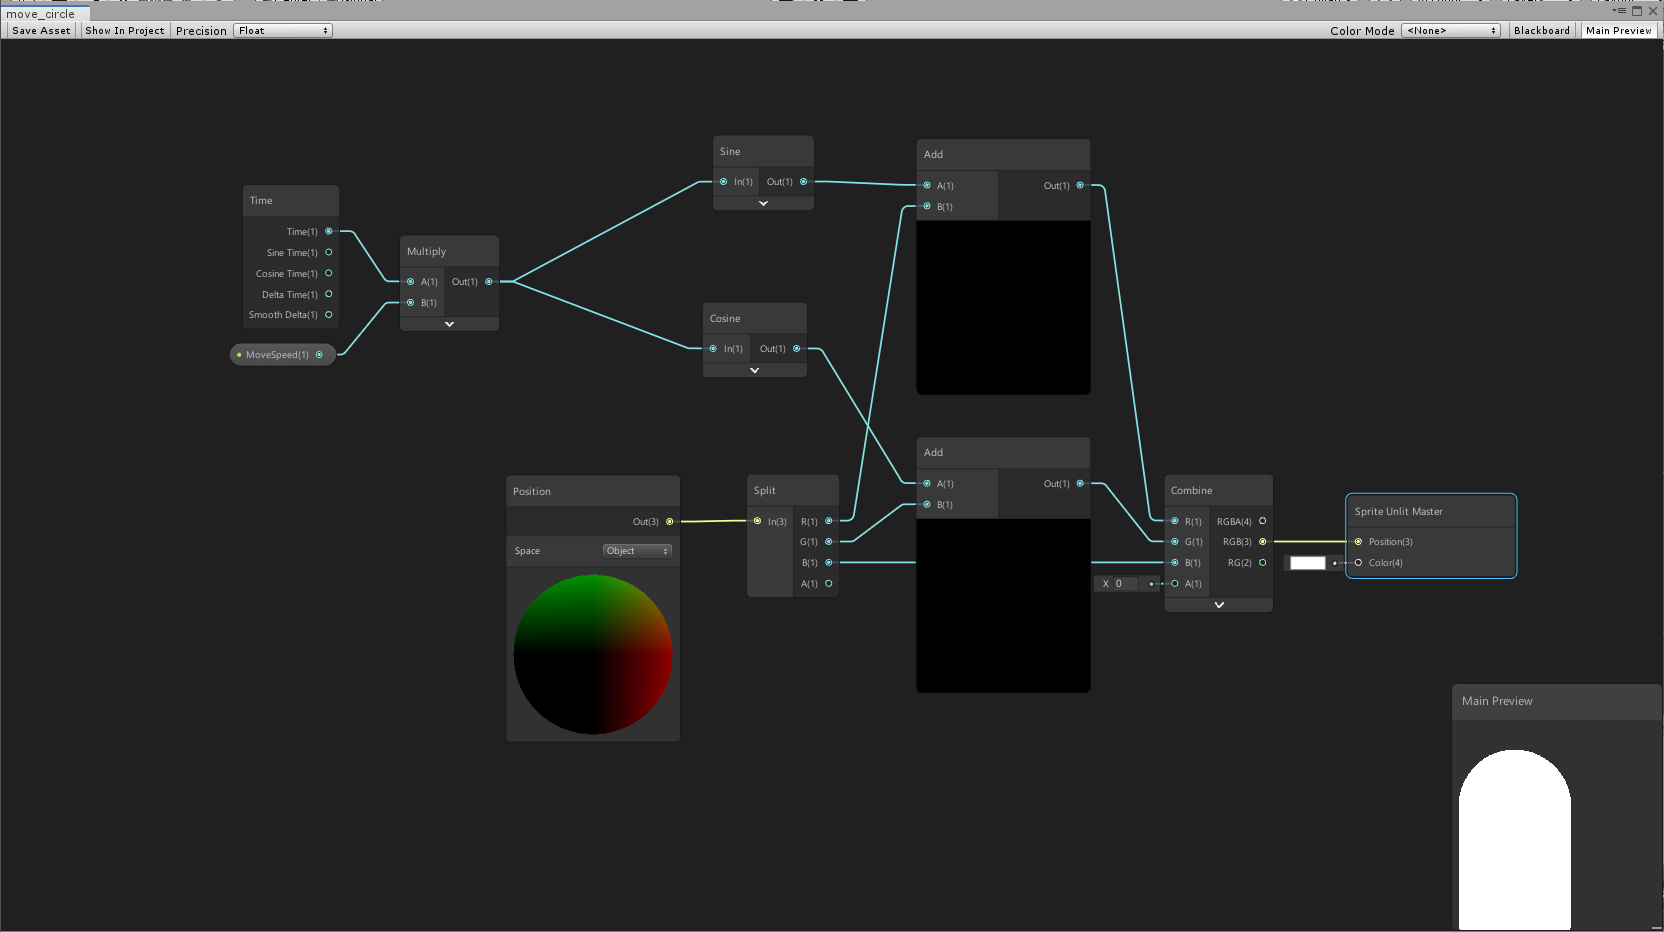 move_circle
Save Asset Show In Project Precision Float Color Mode <None> Blackboard Main Preview
Time
Time(1)
Sine Time(1)
Cosine Time(1)
Delta Time(1)
Smooth Delta(1)
MoveSpeed(1)
Multiply
A(1) Out(1)
B(1)
Sine
In(1) Out(1)
Cosine
In(1) Out(1)
Add
A(1) Out(1)
B(1)
Position
Out(3)
Space Object
Split
In(3) R(1)
G(1)
B(1)
A(1)
Add
A(1) Out(1)
B(1)
X 0
Combine
R(1) RGBA(4)
G(1) RGB(3)
B(1) RG(2)
A(1)
Sprite Unlit Master
Position(3)
Color(4)
Main Preview